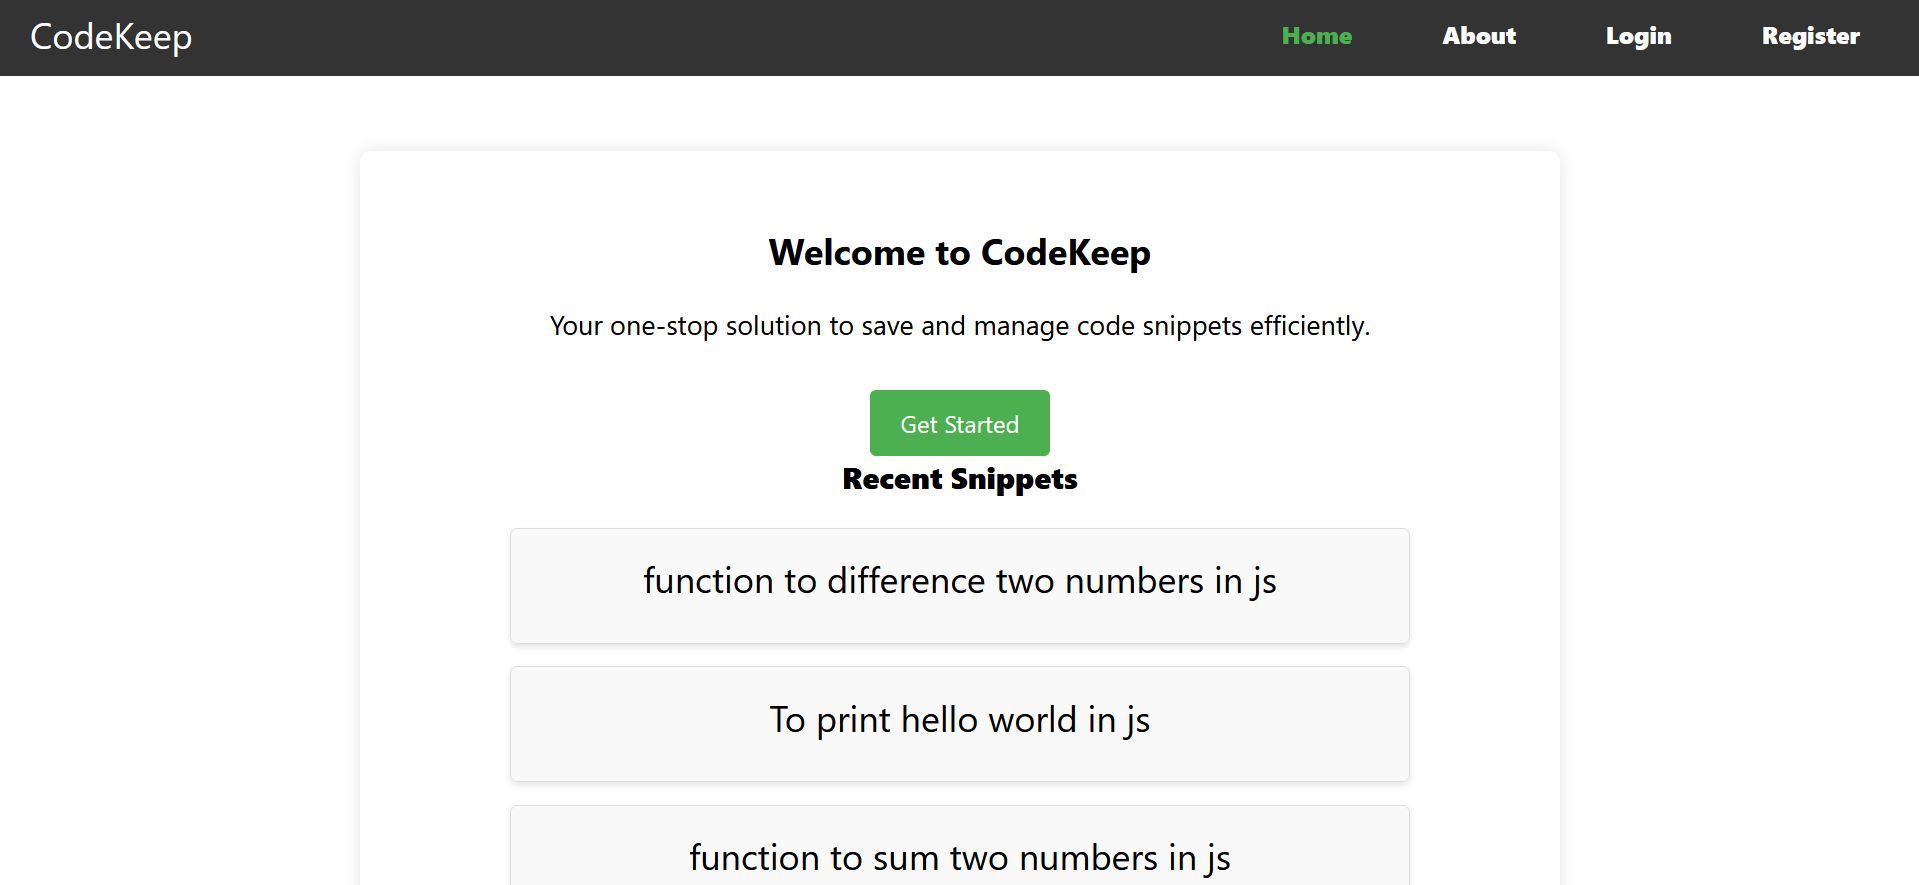 CodeKeep
Home About Login Register
Welcome to CodeKeep
Your one-stop solution to save and manage code snippets efficiently.
Get Started
Recent Snippets
function to difference two numbers in js
To print hello world in js
function to sum two numbers in js